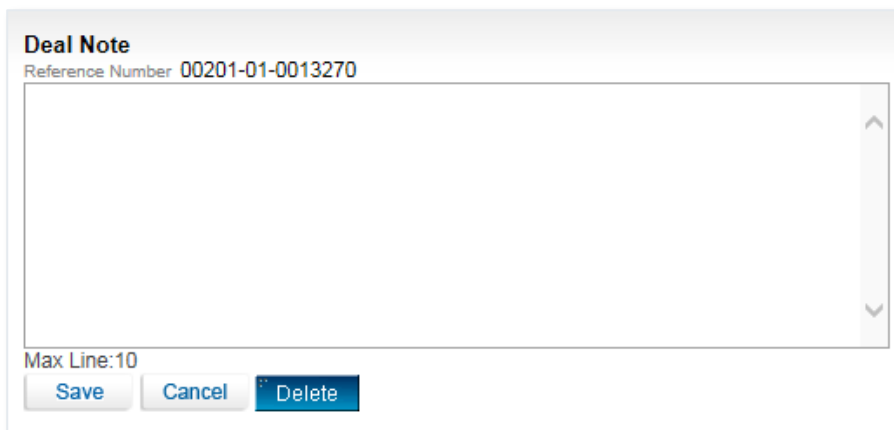 Deal Note
Reference Number 00201-01-0013270
Max Line:10
Save Cancel Delete